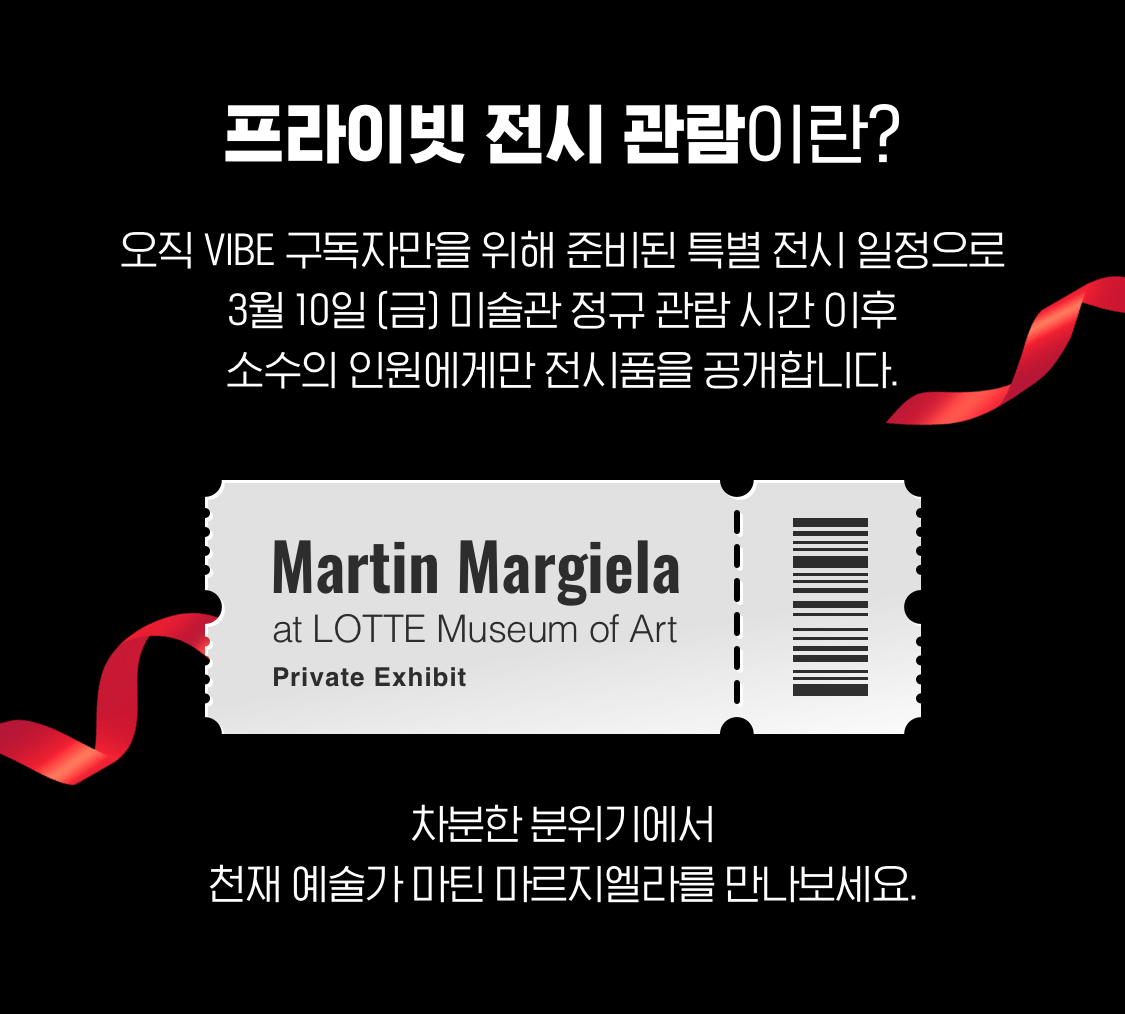 프라이빗 전시 관람이란?
오직 VIBE 구독자만을 위해 준비된 특별 전시 일정으로
3월 10일 (금) 미술관 정규 관람 시간 이후
소수의 인원에게만 전시품을 공개합니다.
Martin Margiela
at LOTTE Museum of Art
Private Exhibit
차분한 분위기에서
천재 예술가 마틴 마르지엘라를 만나보세요.